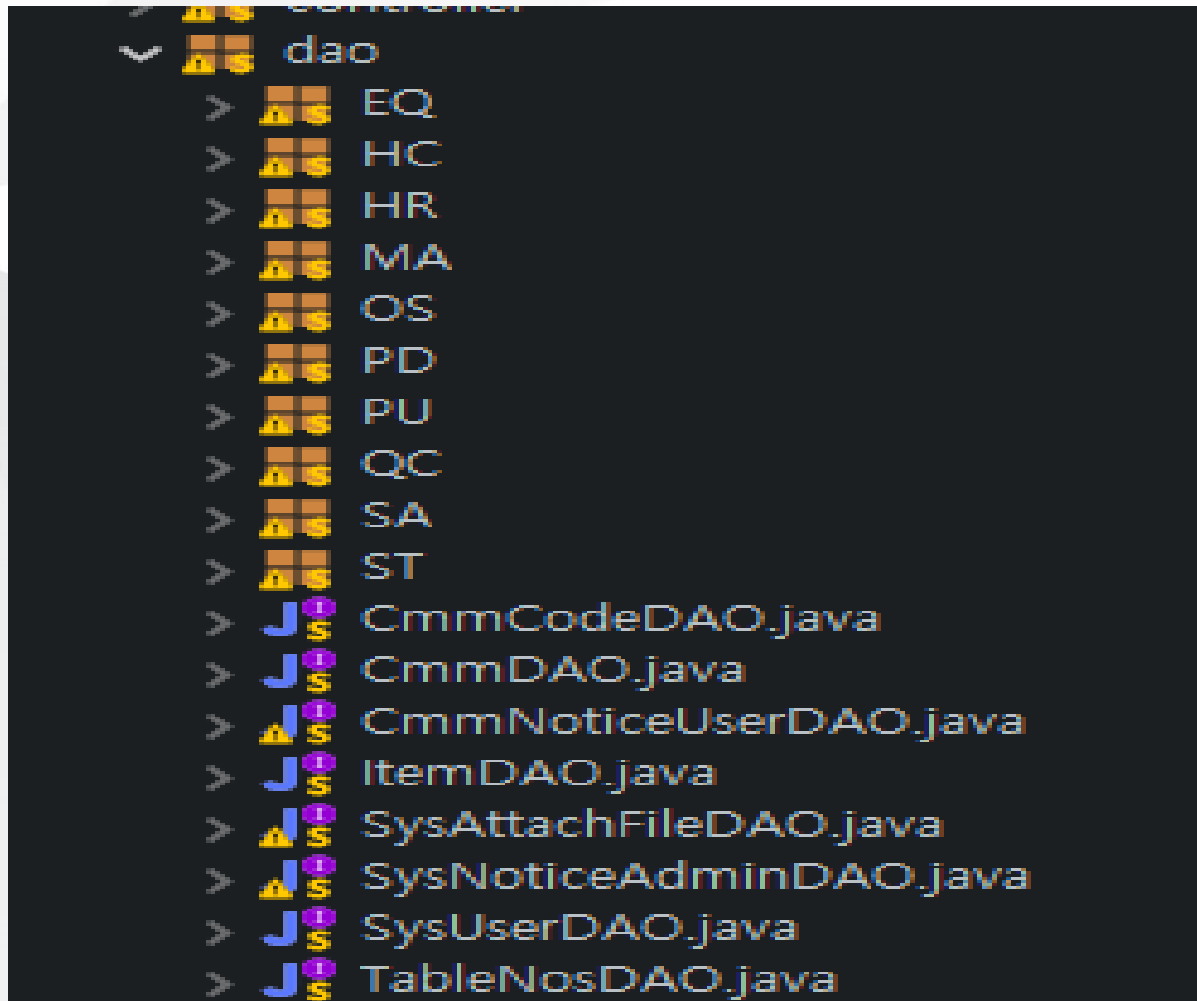 controller
dao
EQ
HC
HR
MA
OS
PD
PU
QC
SA
ST
CmmCodeDAO.java
CmmDAO.java
CmmNoticeUserDAO.java
ItemDAO.java
SysAttachFileDAO.java
SysNoticeAdminDAO.java
SysUserDAO.java
TableNosDAO.java